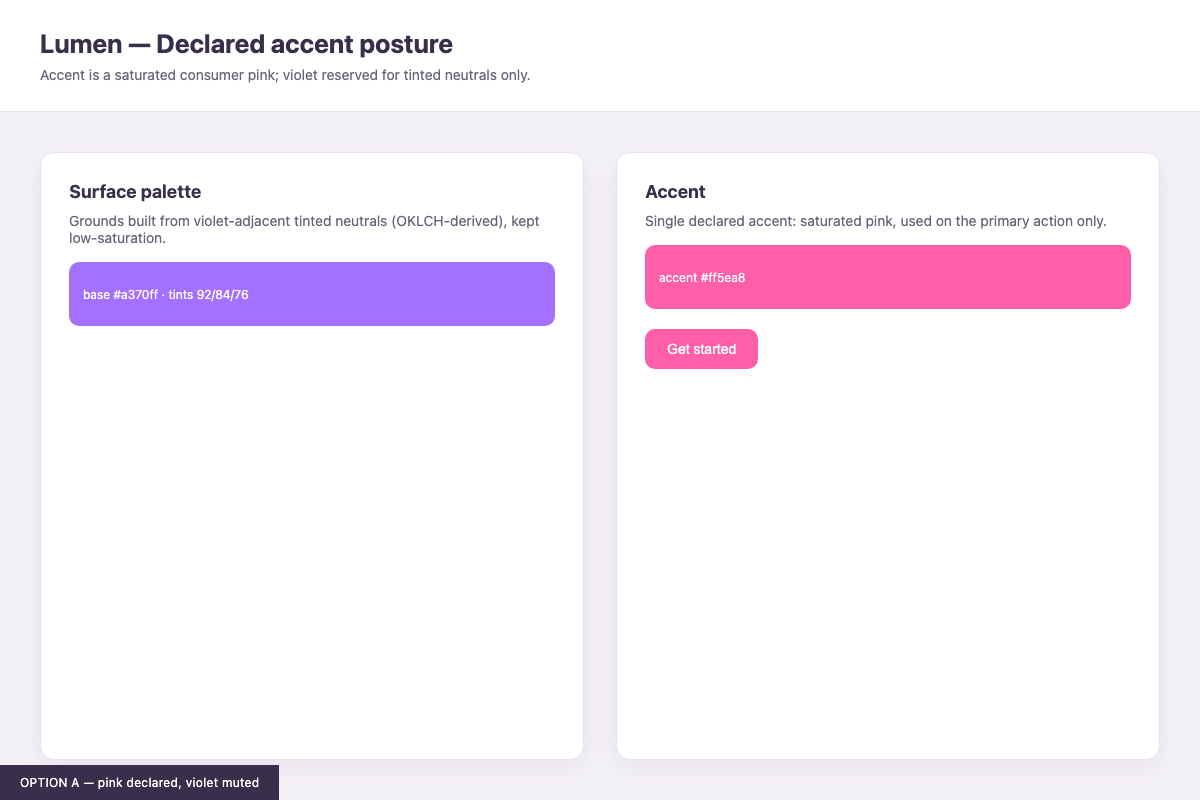 Lumen — Declared accent posture
Accent is a saturated consumer pink; violet reserved for tinted neutrals only.
Surface palette
Grounds built from violet-adjacent tinted neutrals (OKLCH-derived), kept
low-saturation.
base #a370ff · tints 92/84/76
Accent
Single declared accent: saturated pink, used on the primary action only.
accent #ff5ea8
Get started
OPTION A — pink declared, violet muted